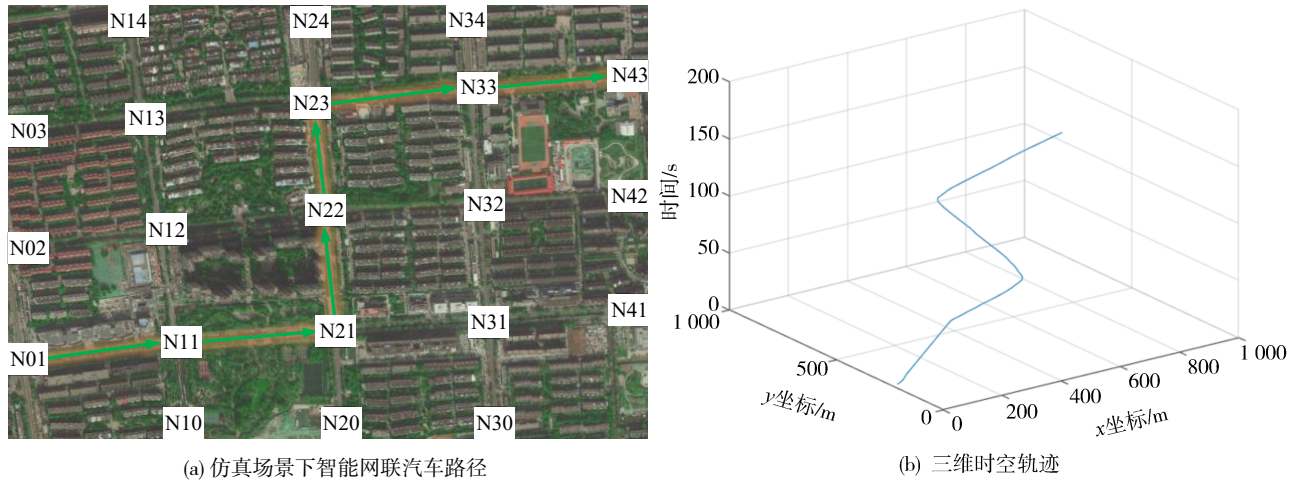 N14
N24
N34
N43
N33
N23
N13
N03
N42
N32
N22
N12
N02
N41
N31
N21
N11
N01
N10
N20
N30
(a) 仿真场景下智能网联汽车路径
200
150
100
50
0
时间/s
1 000
500
0
y坐标/m
0
200
400
600
800
1 000
x坐标/m
(b) 三维时空轨迹